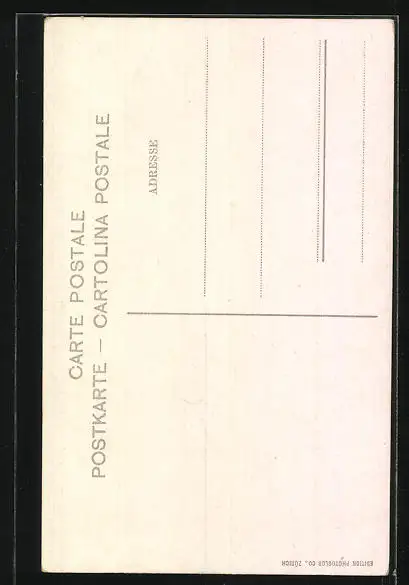 CARTE POSTALE
POSTKARTE – CARTOLINA POSTALE
ADRESSE
EDITION PHOTOGLOB CO., ZÜRICH